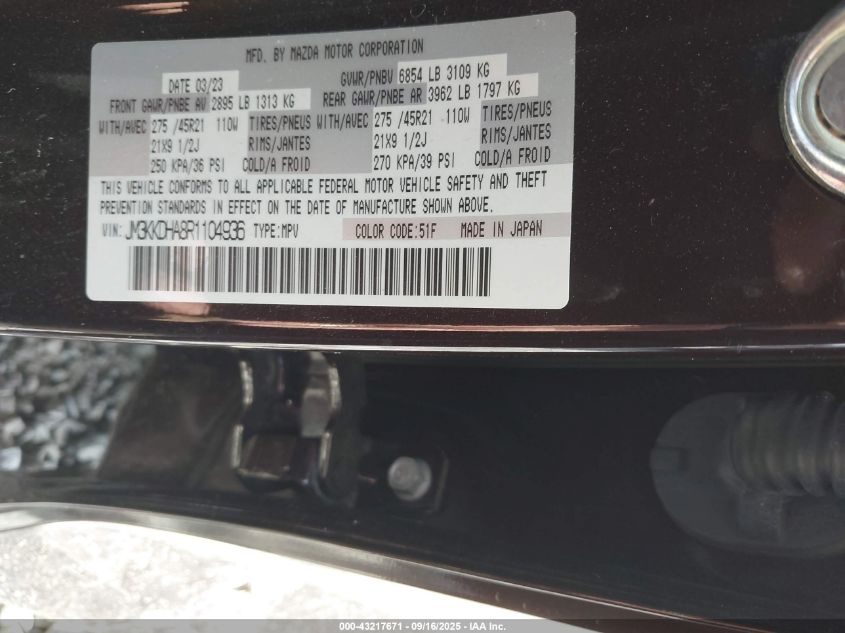 MFD. BY MAZDA MOTOR CORPORATION
DATE 03/23 GVWR/PNBV 6854 LB 3109 KG
FRONT GAWR/PNBE AV 2895 LB 1313 KG REAR GAWR/PNBE AR 3962 LB 1797 KG
WITH/AVEC 275 /45R21 110W TIRES/PNEUS WITH/AVEC 275 /45R21 110W TIRES/PNEUS
21X9 1/2J RIMS/JANTES 21X9 1/2J RIMS/JANTES
250 KPA/36 PSI COLD/A FROID 270 KPA/39 PSI COLD/A FROID
THIS VEHICLE CONFORMS TO ALL APPLICABLE FEDERAL MOTOR VEHICLE SAFETY AND THEFT
PREVENTION STANDARDS IN EFFECT ON THE DATE OF MANUFACTURE SHOWN ABOVE.
VIN: JM3KKDHA8R1104936 TYPE:MPV COLOR CODE:51F MADE IN JAPAN
000-43217671 - 09/16/2025 - IAA Inc.